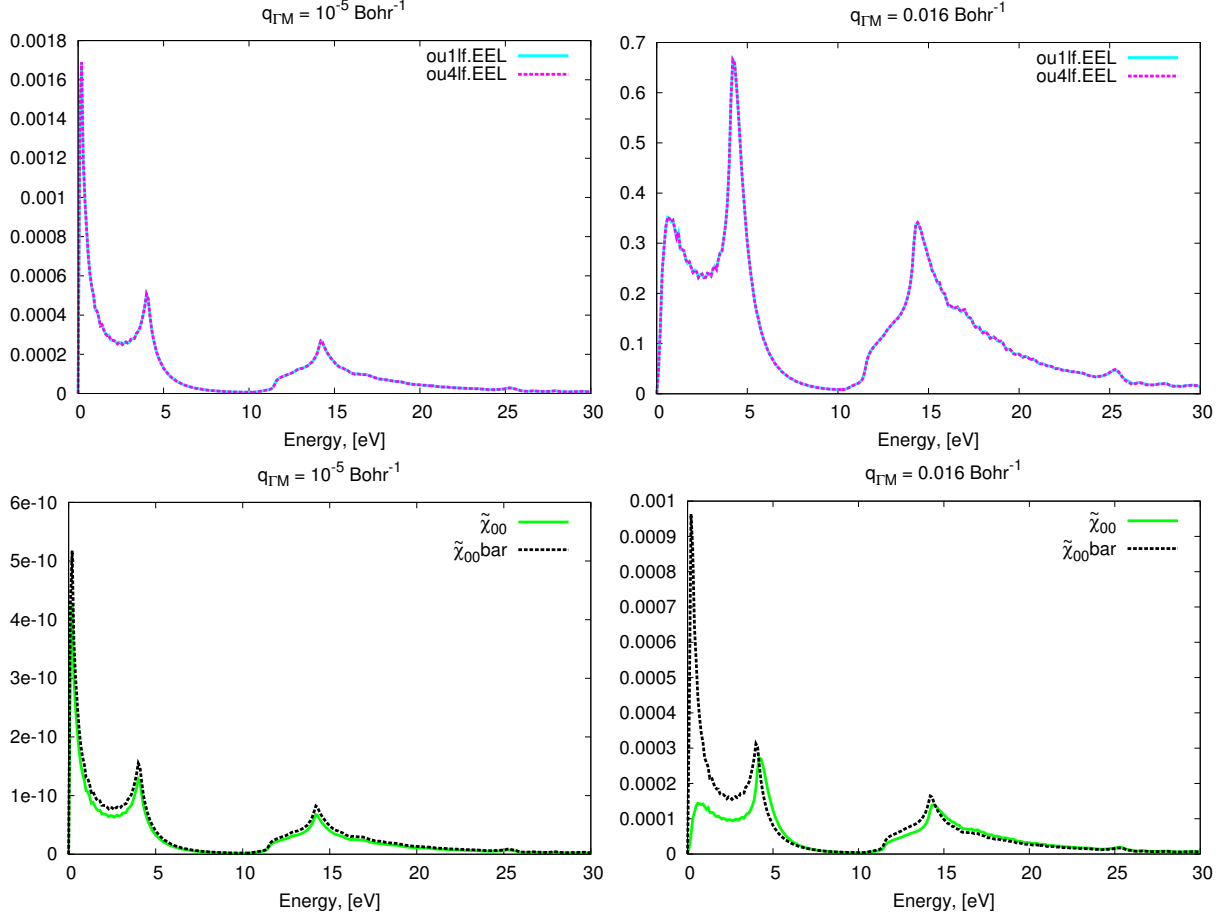 q_ΓM = 10⁻⁵ Bohr⁻¹
0.0018
0.0016
0.0014
0.0012
0.001
0.0008
0.0006
0.0004
0.0002
0
ou1lf.EEL
ou4lf.EEL
0 5 10 15 20 25 30
Energy, [eV]
q_ΓM = 0.016 Bohr⁻¹
0.7
0.6
0.5
0.4
0.3
0.2
0.1
0
ou1lf.EEL
ou4lf.EEL
0 5 10 15 20 25 30
Energy, [eV]
q_ΓM = 10⁻⁵ Bohr⁻¹
6e-10
5e-10
4e-10
3e-10
2e-10
1e-10
0
χ̃₀₀
χ̃₀₀bar
0 5 10 15 20 25 30
Energy, [eV]
q_ΓM = 0.016 Bohr⁻¹
0.001
0.0009
0.0008
0.0007
0.0006
0.0005
0.0004
0.0003
0.0002
0.0001
0
χ̃₀₀
χ̃₀₀bar
0 5 10 15 20 25 30
Energy, [eV]